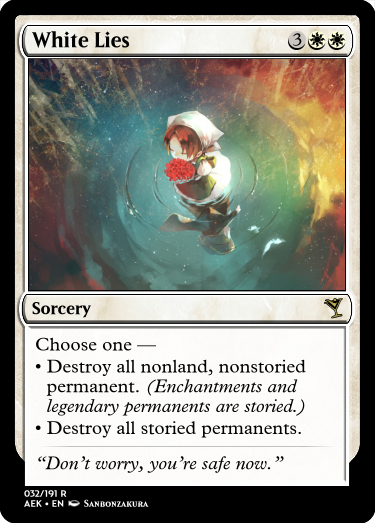 White Lies 3
Sorcery
Choose one —
• Destroy all nonland, nonstoried
permanent. (Enchantments and
legendary permanents are storied.)
• Destroy all storied permanents.
“Don’t worry, you’re safe now.”
032/191 R
AEK • EN Sanbonzakura